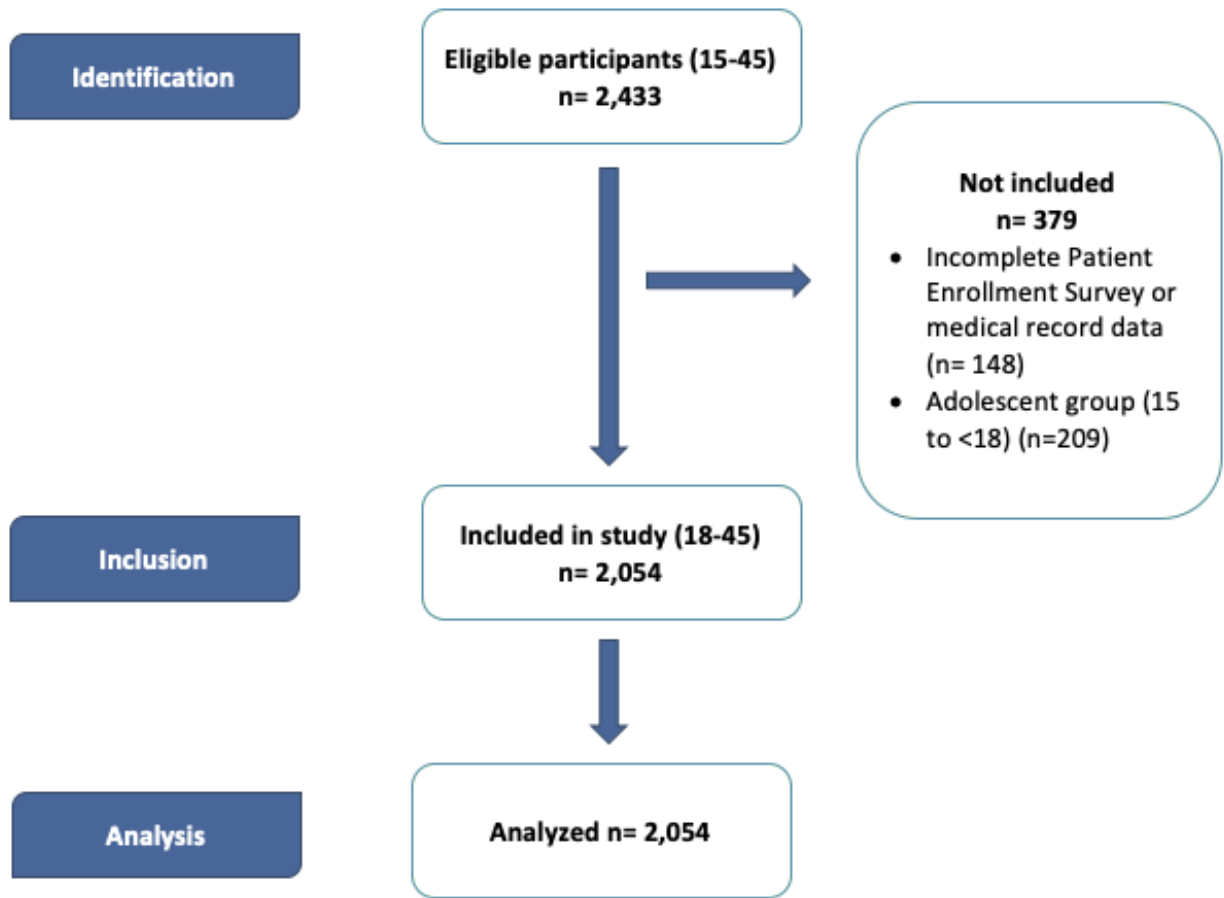 Identification
Eligible participants (15-45)
n= 2,433
Not included
n= 379
• Incomplete Patient
Enrollment Survey or
medical record data
(n= 148)
• Adolescent group (15
to <18) (n=209)
Inclusion
Included in study (18-45)
n= 2,054
Analysis
Analyzed n= 2,054